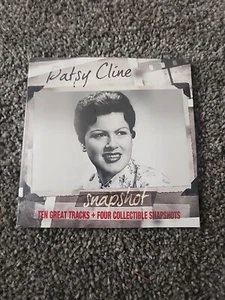 Patsy Cline
snapshot
TEN GREAT TRACKS + FOUR COLLECTIBLE SNAPSHOTS